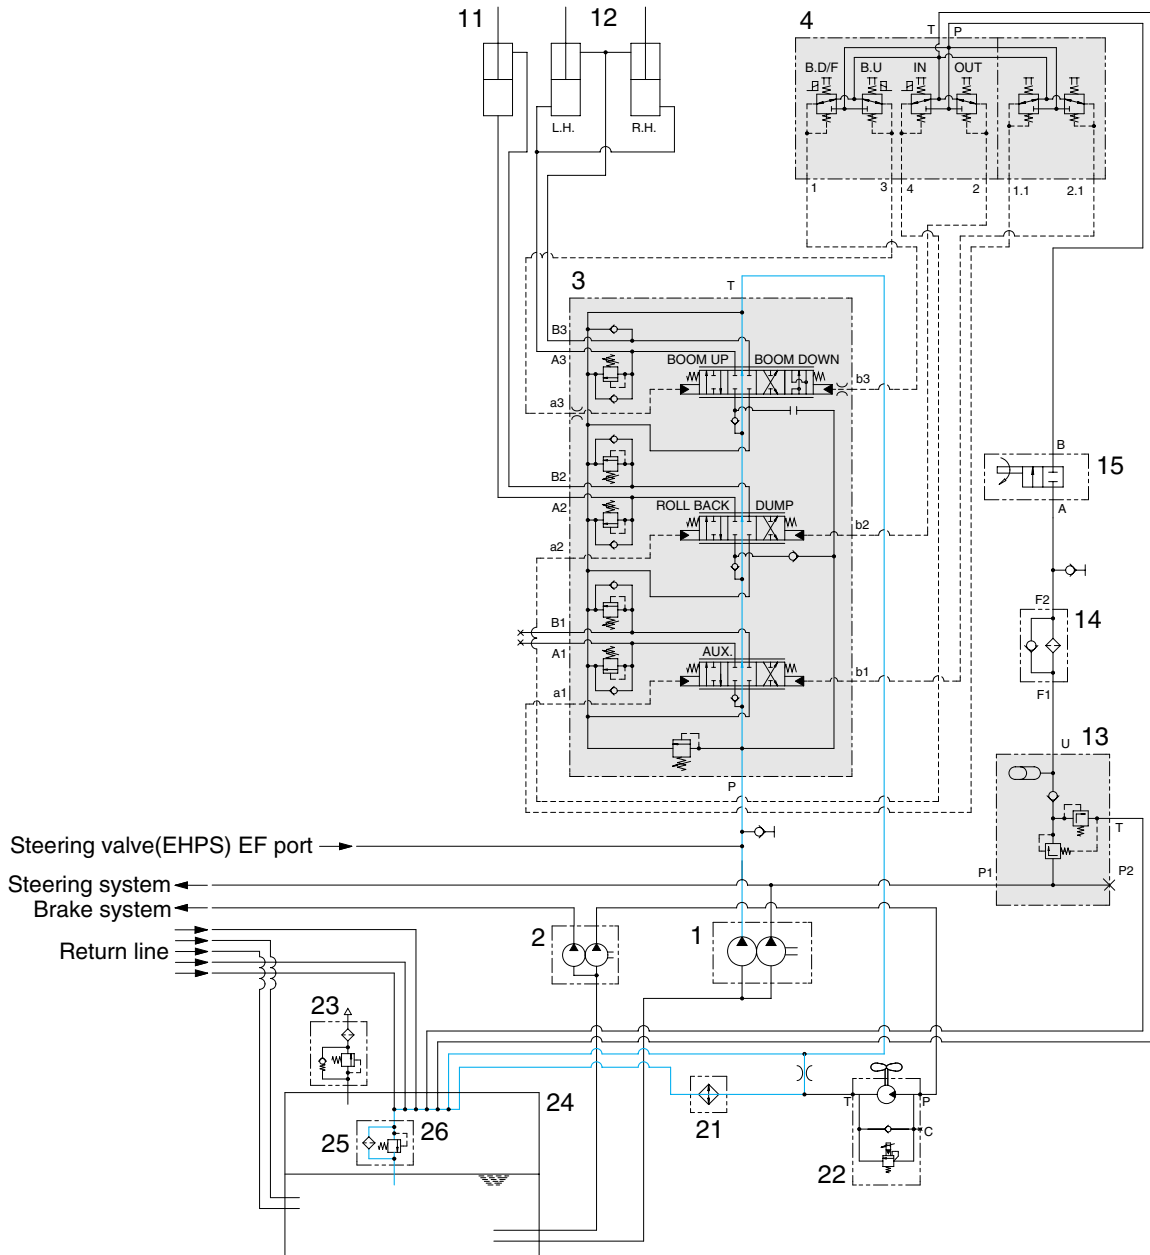 11
12
4
T
P
B.D/F
B.U
IN
OUT
L.H.
R.H.
1
3
4
2
1.1
2.1
3
T
B3
A3
BOOM UP
BOOM DOWN
b3
a3
B
15
A
B2
A2
ROLL BACK
DUMP
b2
a2
F2
14
B1
A1
AUX.
b1
a1
F1
U
13
P
T
Steering valve(EHPS) EF port
P1
P2
Steering system
Brake system
Return line
2
1
23
24
T
P
25
26
21
C
22